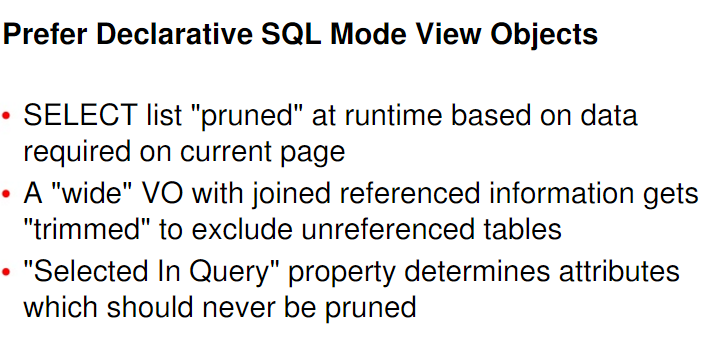 Prefer Declarative SQL Mode View Objects
• SELECT list "pruned" at runtime based on data
required on current page
• A "wide" VO with joined referenced information gets
"trimmed" to exclude unreferenced tables
• "Selected In Query" property determines attributes
which should never be pruned